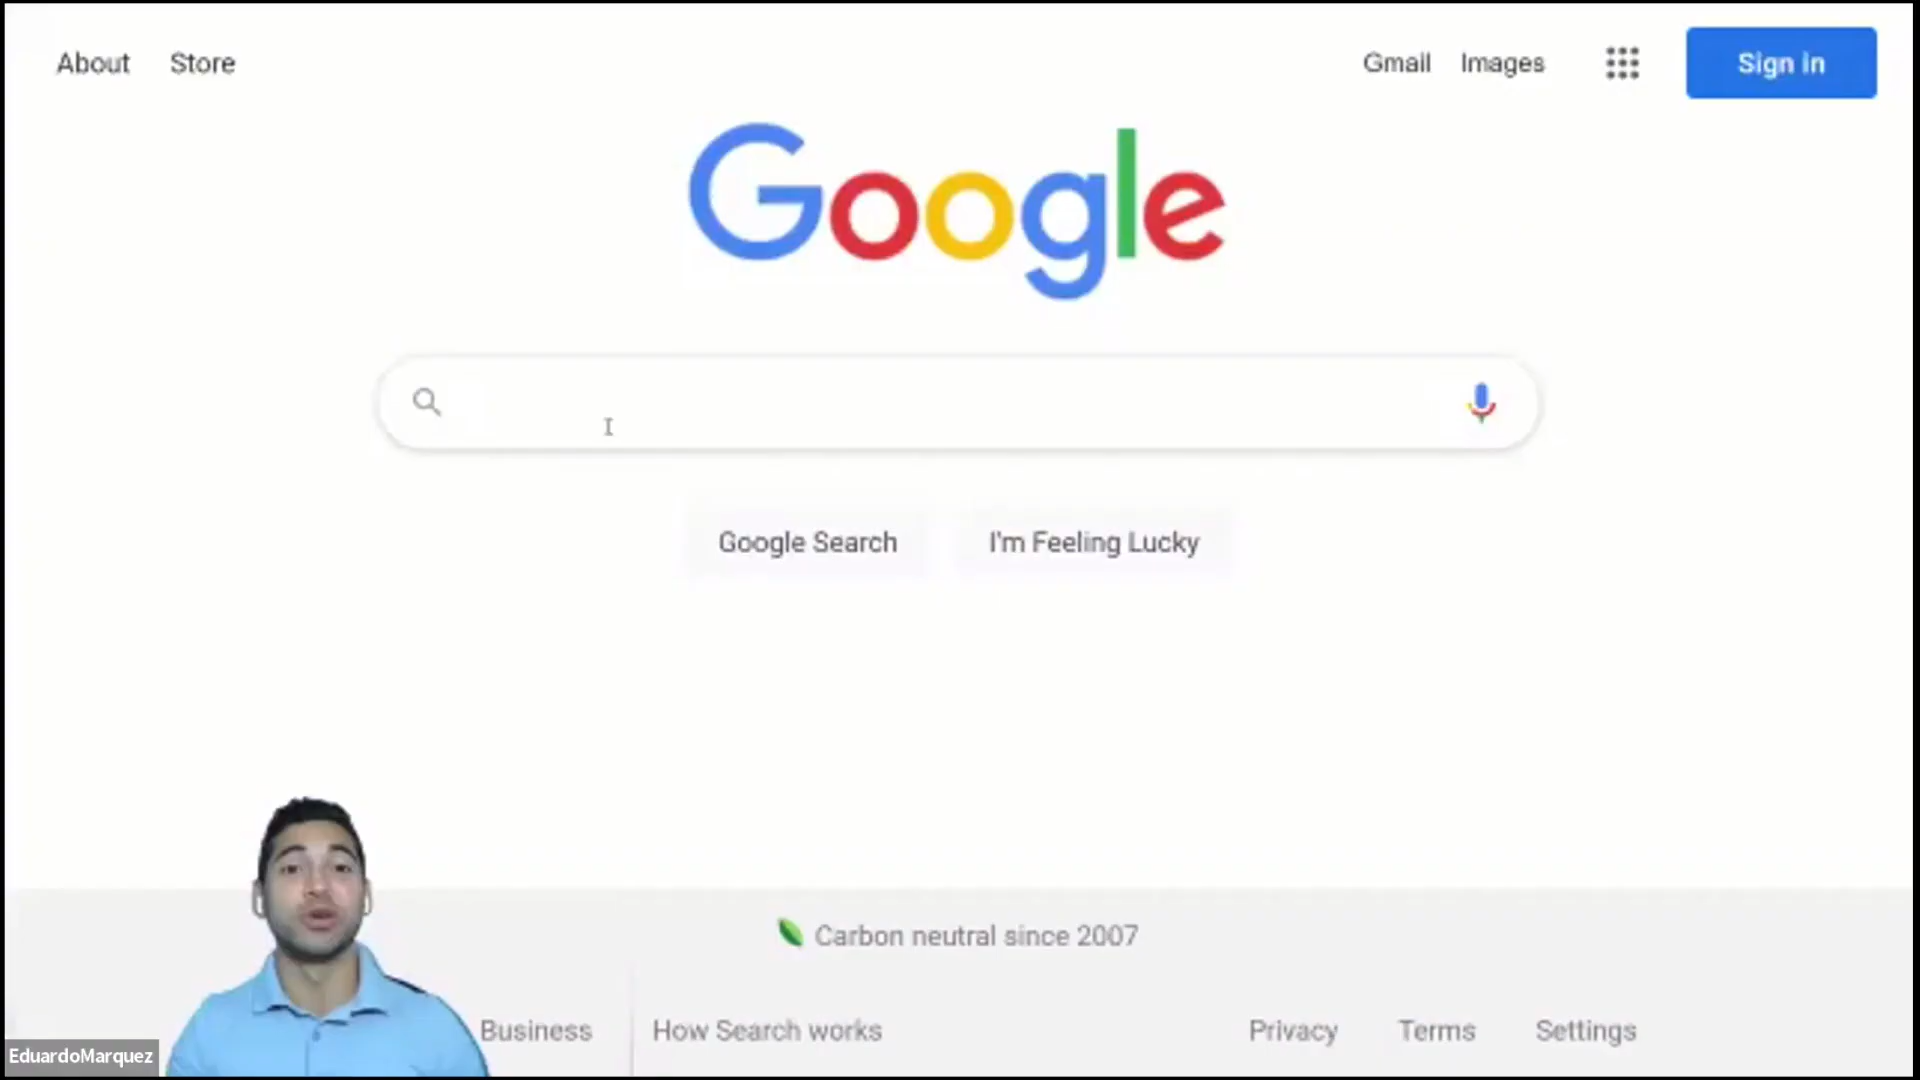 About Store Gmail Images Sign in
Google
Google Search I'm Feeling Lucky
Carbon neutral since 2007
Business How Search works Privacy Terms Settings
EduardoMarquez